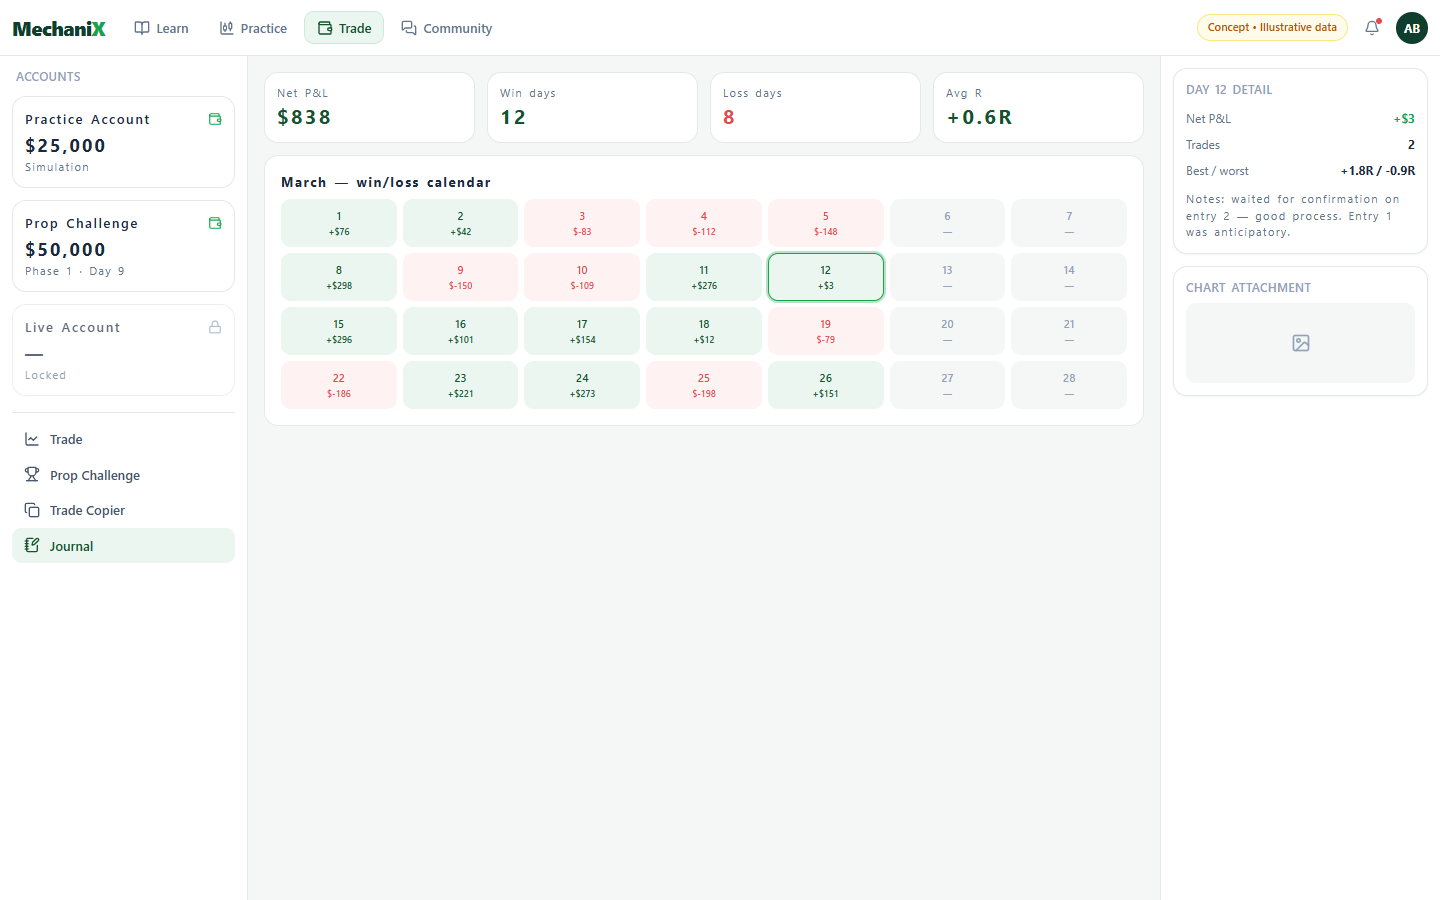 MechaniX
Learn
Practice
Trade
Community
Concept • Illustrative data
AB
ACCOUNTS
Practice Account
$25,000
Simulation
Prop Challenge
$50,000
Phase 1 · Day 9
Live Account
—
Locked
Trade
Prop Challenge
Trade Copier
Journal
Net P&L
$838
Win days
12
Loss days
8
Avg R
+0.6R
March — win/loss calendar
1 2 3 4 5 6 7
+$76 +$42 $-83 $-112 $-148 — —
8 9 10 11 12 13 14
+$298 $-150 $-109 +$276 +$3 — —
15 16 17 18 19 20 21
+$296 +$101 +$154 +$12 $-79 — —
22 23 24 25 26 27 28
$-186 +$221 +$273 $-198 +$151 — —
DAY 12 DETAIL
Net P&L +$3
Trades 2
Best / worst +1.8R / -0.9R
Notes: waited for confirmation on
entry 2 — good process. Entry 1
was anticipatory.
CHART ATTACHMENT